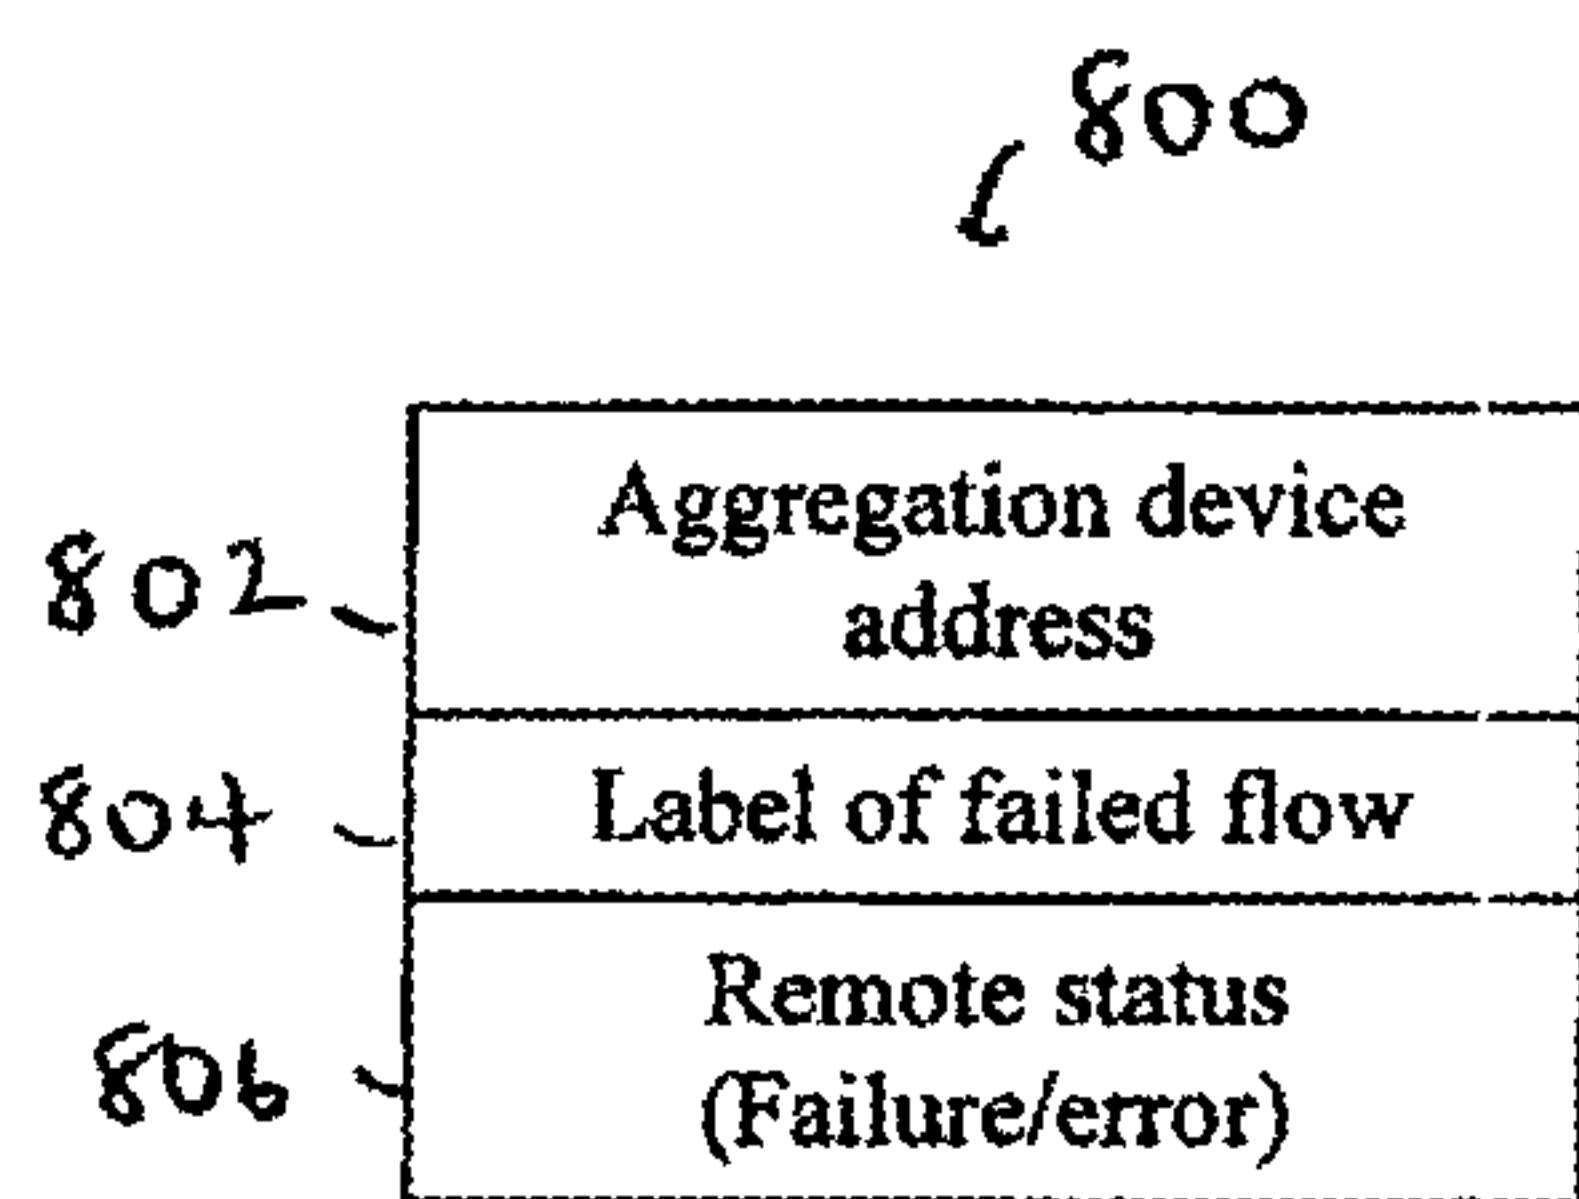 800
802
Aggregation device
address
804
Label of failed flow
806
Remote status
(Failure/error)